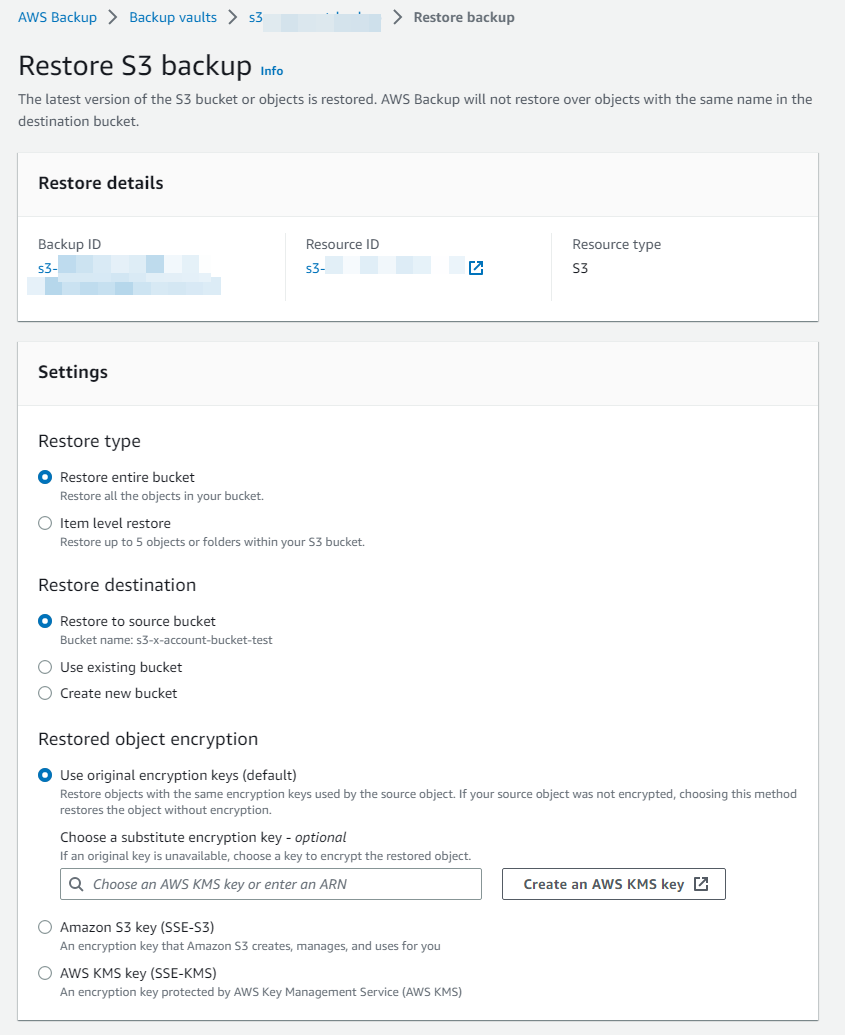 AWS Backup > Backup vaults > s3 > Restore backup
Restore S3 backup Info
The latest version of the S3 bucket or objects is restored. AWS Backup will not restore over objects with the same name in the
destination bucket.
Restore details
Backup ID
s3-
Resource ID
s3-
Resource type
S3
Settings
Restore type
Restore entire bucket
Restore all the objects in your bucket.
Item level restore
Restore up to 5 objects or folders within your S3 bucket.
Restore destination
Restore to source bucket
Bucket name: s3-x-account-bucket-test
Use existing bucket
Create new bucket
Restored object encryption
Use original encryption keys (default)
Restore objects with the same encryption keys used by the source object. If your source object was not encrypted, choosing this method
restores the object without encryption.
Choose a substitute encryption key - optional
If an original key is unavailable, choose a key to encrypt the restored object.
Choose an AWS KMS key or enter an ARN
Create an AWS KMS key
Amazon S3 key (SSE-S3)
An encryption key that Amazon S3 creates, manages, and uses for you
AWS KMS key (SSE-KMS)
An encryption key protected by AWS Key Management Service (AWS KMS)